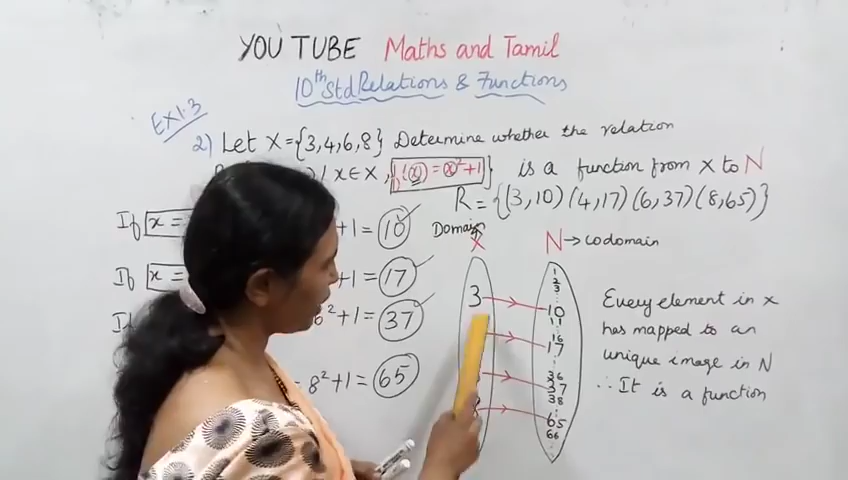 YOU TUBE Maths and Tamil
10th Std Relations & Functions
EX 1.3
2) Let X = {3,4,6,8} Determine whether the relation
/ x ∈ X, f(x) = x²+1} is a function from X to N
R = {(3,10) (4,17) (6,37) (8,65)}
If x = +1 = 10
Domain
X
N → codomain
If x = +1 = 17
6²+1 = 37
8²+1 = 65
3
1
2
3
10
11
16
17
36
37
38
65
66
Every element in x
has mapped to an
unique image in N
∴ It is a function